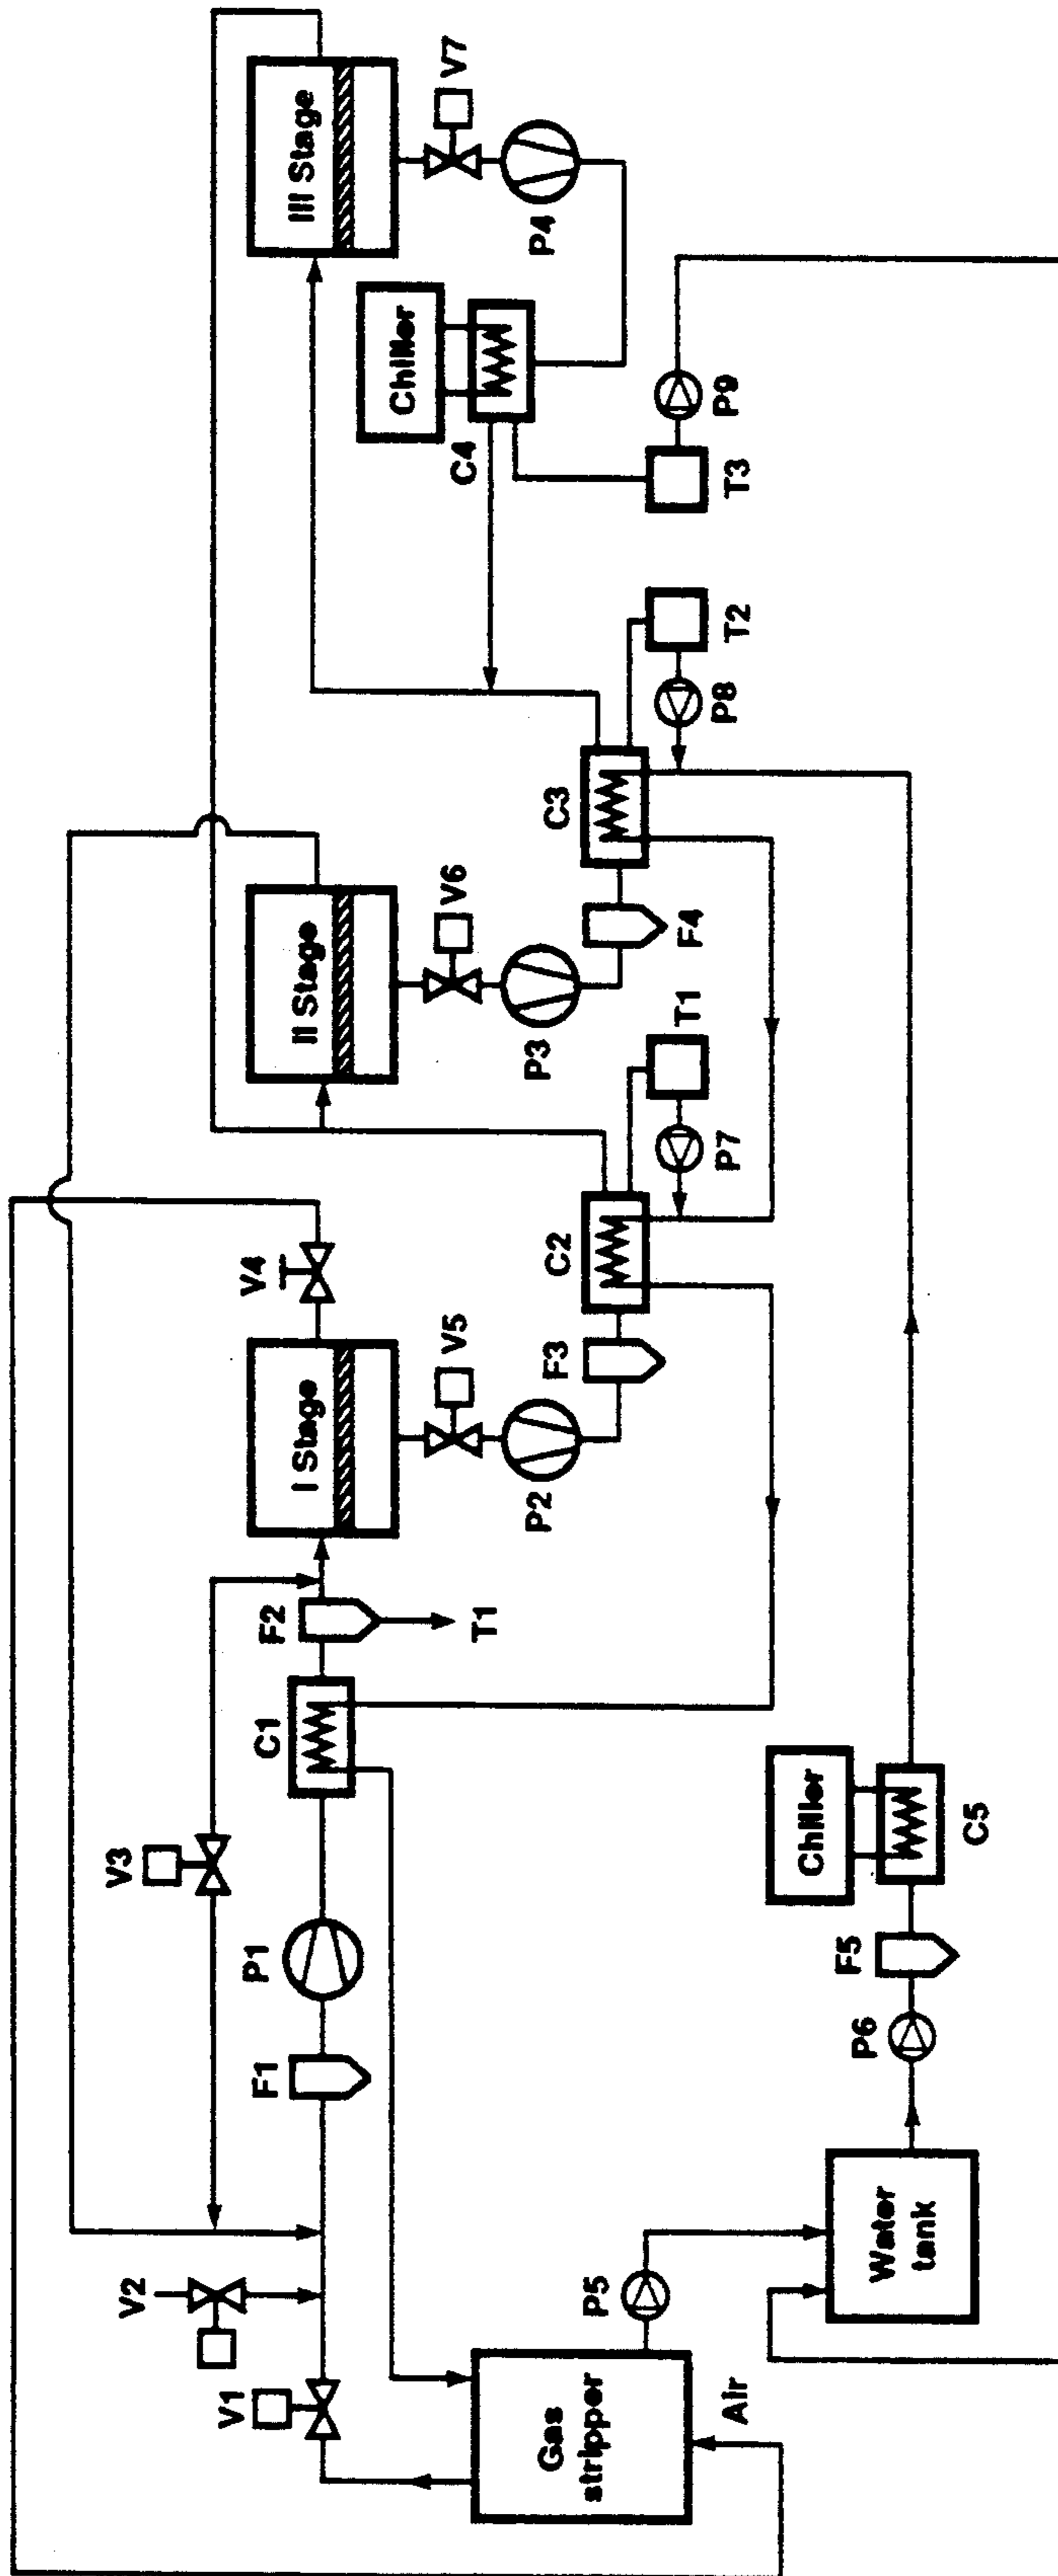 III Stage
V7
P4
Chiller
C4
P9
T3
T2
P8
C3
II Stage
V6
P3
F4
T1
P7
C2
V4
I Stage
V5
P2
F3
F2
T1
C1
V3
P1
F1
Chiller
C5
F5
P6
V2
V1
P5
Water
tank
Gas
stripper
Air